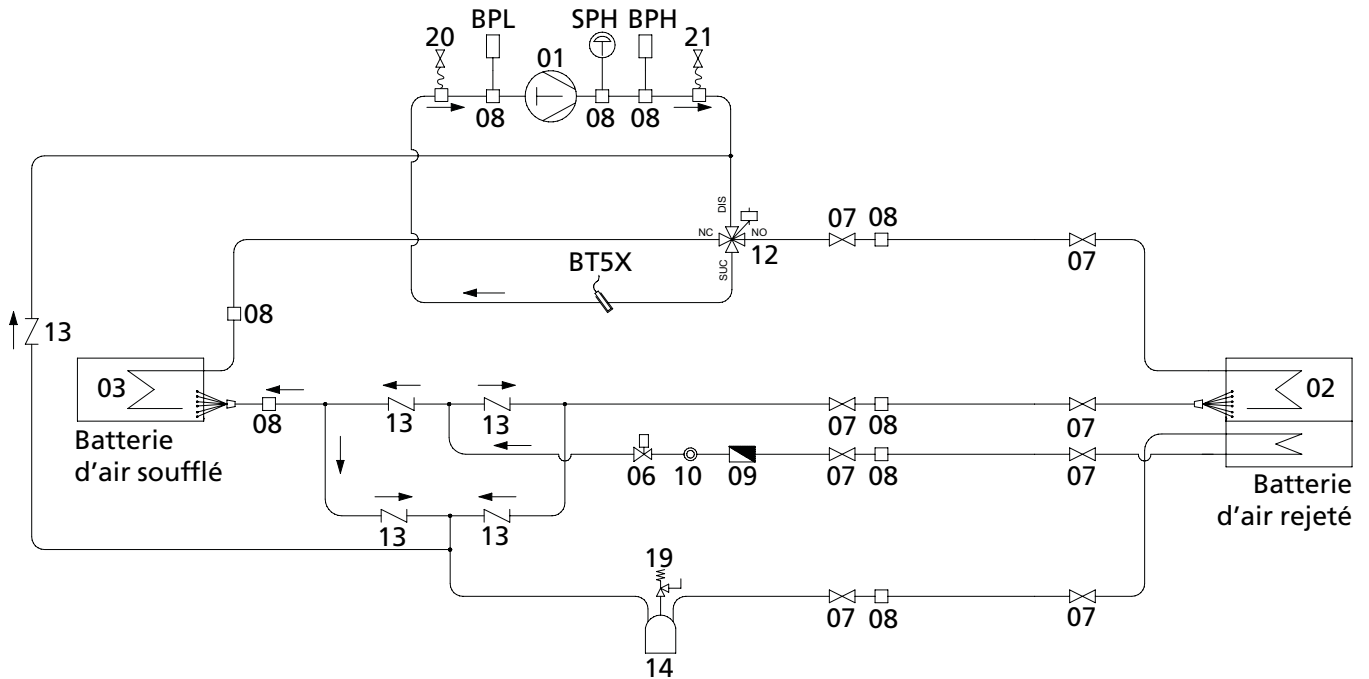 BPL
SPH
BPH
20
01
21
08
08
08
DIS
NC
NO
SUC
12
07
08
07
BT5X
08
13
03
02
08
13
13
07
08
07
Batterie
d'air soufflé
06
10
09
07
08
07
Batterie
d'air rejeté
13
13
19
07
08
07
14